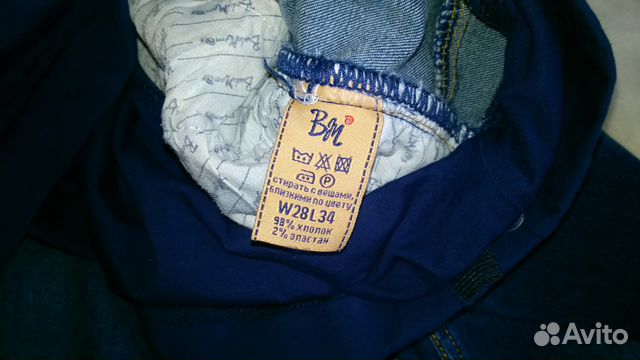 BM
P
стирать с вещами,
близкими по цвету
W28L34
98% хлопок
2% эластан
Avito